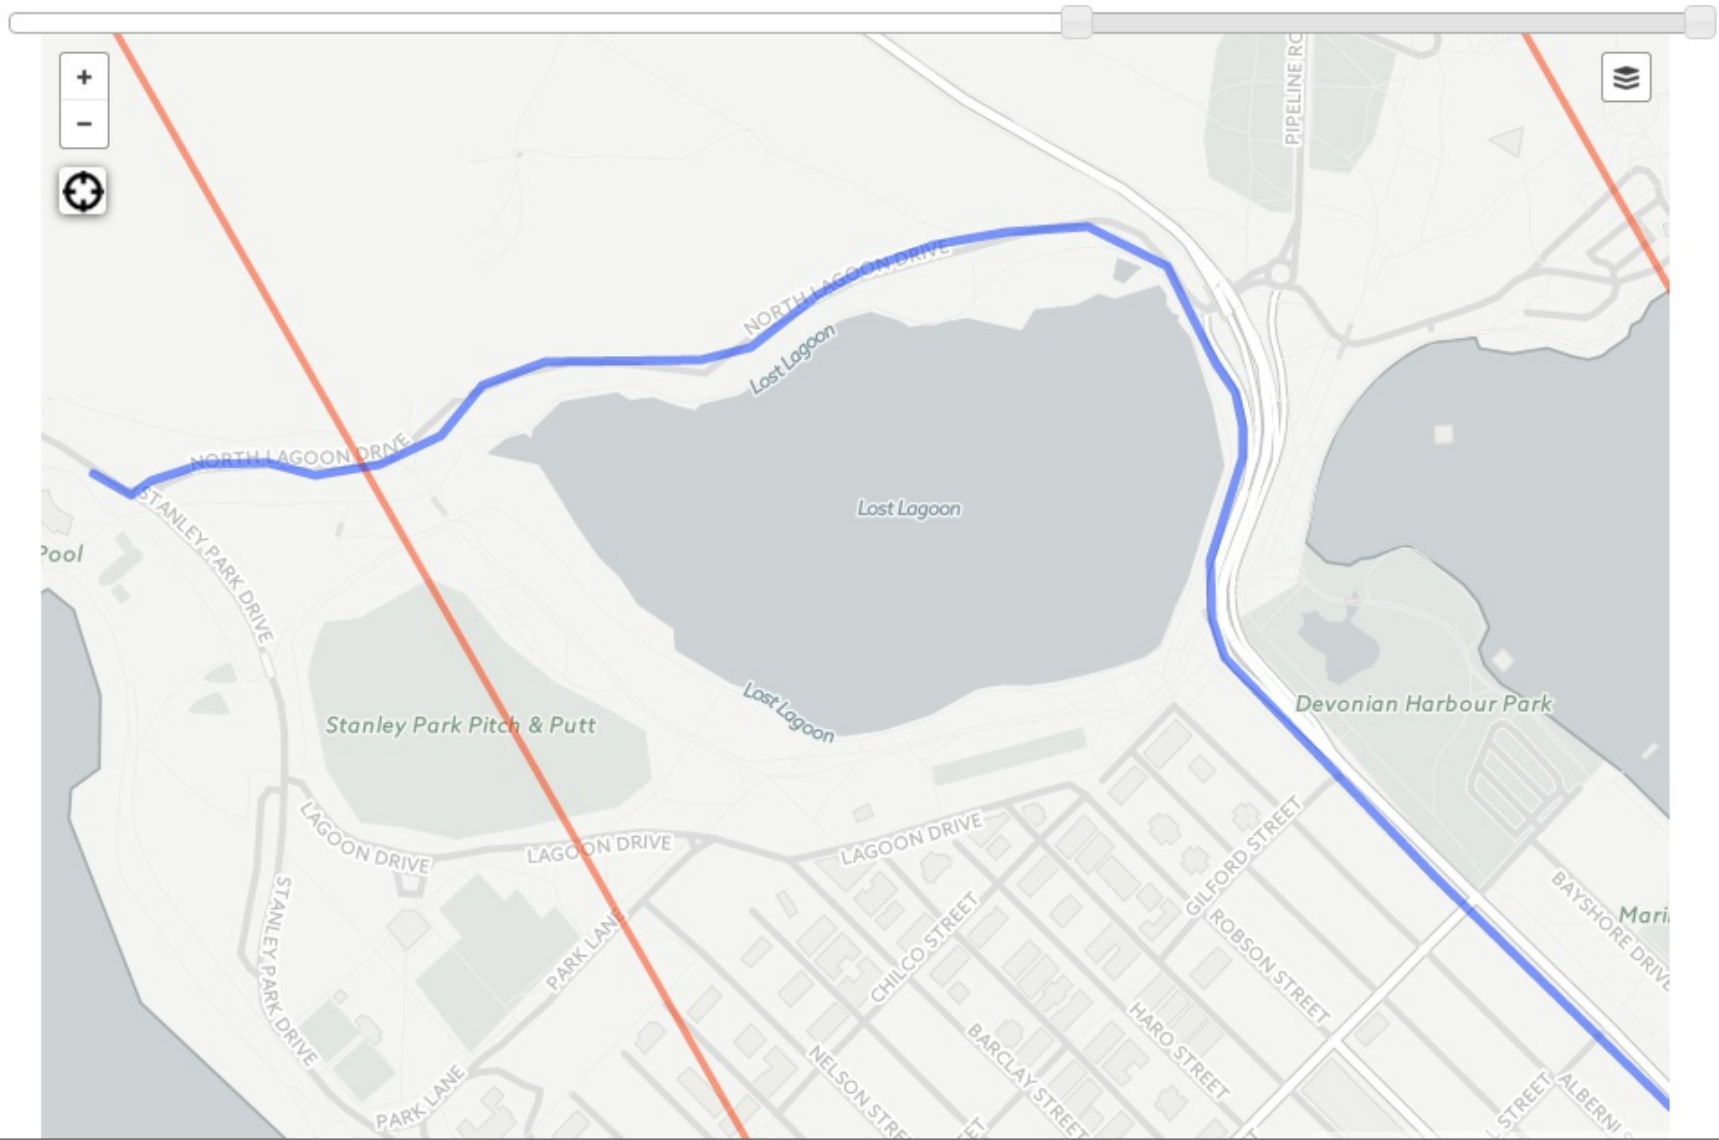 +
−
PIPELINE RO
NORTH LAGOON DRIVE
Lost Lagoon
NORTH LAGOON DRIVE
STANLEY PARK DRIVE
Lost Lagoon
Pool
Lost Lagoon
Stanley Park Pitch & Putt
Devonian Harbour Park
LAGOON DRIVE
LAGOON DRIVE
LAGOON DRIVE
GILFORD STREET
STANLEY PARK DRIVE
PARK LANE
CHILCO STREET
ROBSON STREET
BAYSHORE DRIVE
Mari
HARO STREET
BARCLAY STREET
NELSON STRE
PARK LANE
ET
L STREET
ALBERNI S